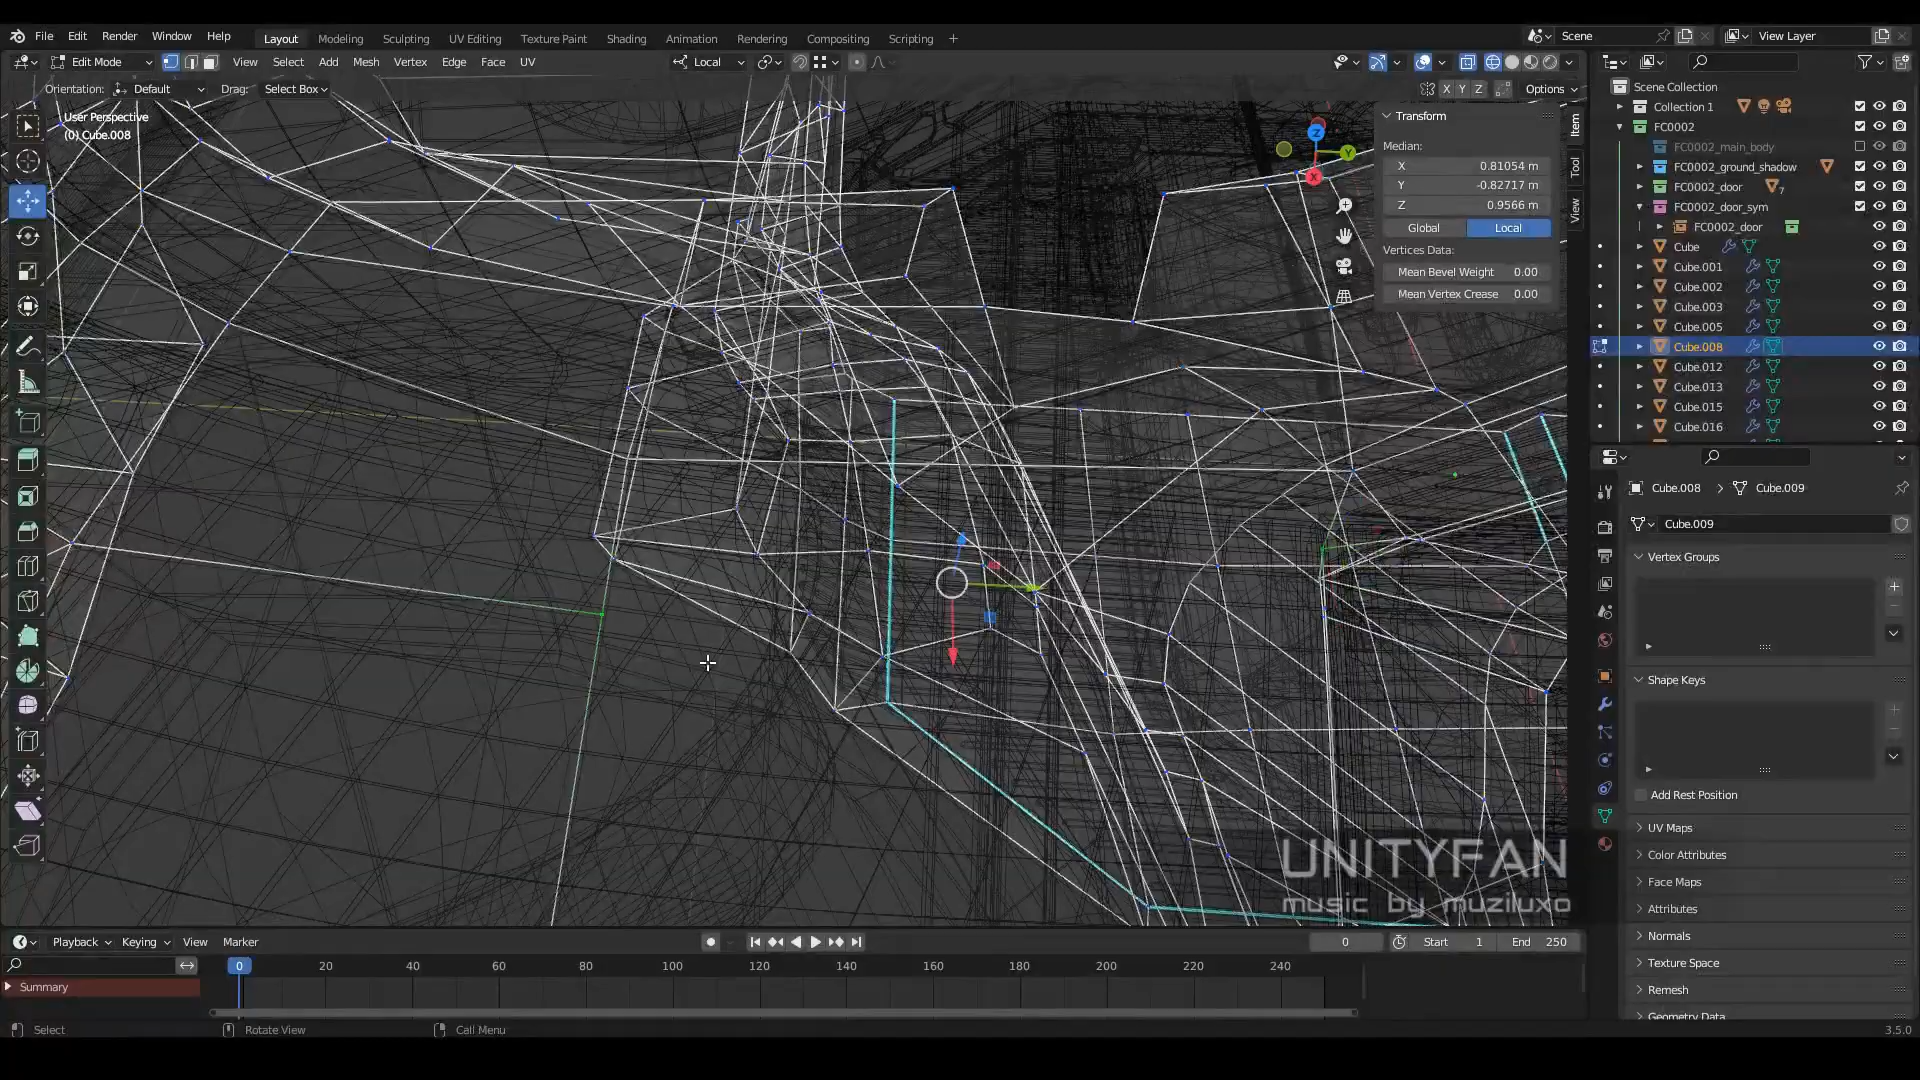 File Edit Render Window Help Layout Modeling Sculpting UV Editing Texture Paint Shading Animation Rendering Compositing Scripting + Scene View Layer
Edit Mode View Select Add Mesh Vertex Edge Face UV Local
Orientation: Default Drag: Select Box X Y Z Options
User Perspective
(0) Cube.008
Transform
Median:
X 0.81054 m
Y -0.82717 m
Z 0.9566 m
Global Local
Vertices Data:
Mean Bevel Weight 0.00
Mean Vertex Crease 0.00
Item
Tool
View
Z
Y
X
Scene Collection
Collection 1
FC0002
FC0002_main_body
FC0002_ground_shadow
FC0002_door 7
FC0002_door_sym
FC0002_door
Cube
Cube.001
Cube.002
Cube.003
Cube.005
Cube.008
Cube.012
Cube.013
Cube.015
Cube.016
Cube.008 > Cube.009
Cube.009
Vertex Groups
Shape Keys
Add Rest Position
UV Maps
Color Attributes
Face Maps
Attributes
Normals
Texture Space
Remesh
Geometry Data
UNITYFAN
music by muziluxo
Playback Keying View Marker 0 Start 1 End 250
0 20 40 60 80 100 120 140 160 180 200 220 240
Summary
Select Rotate View Call Menu 3.5.0